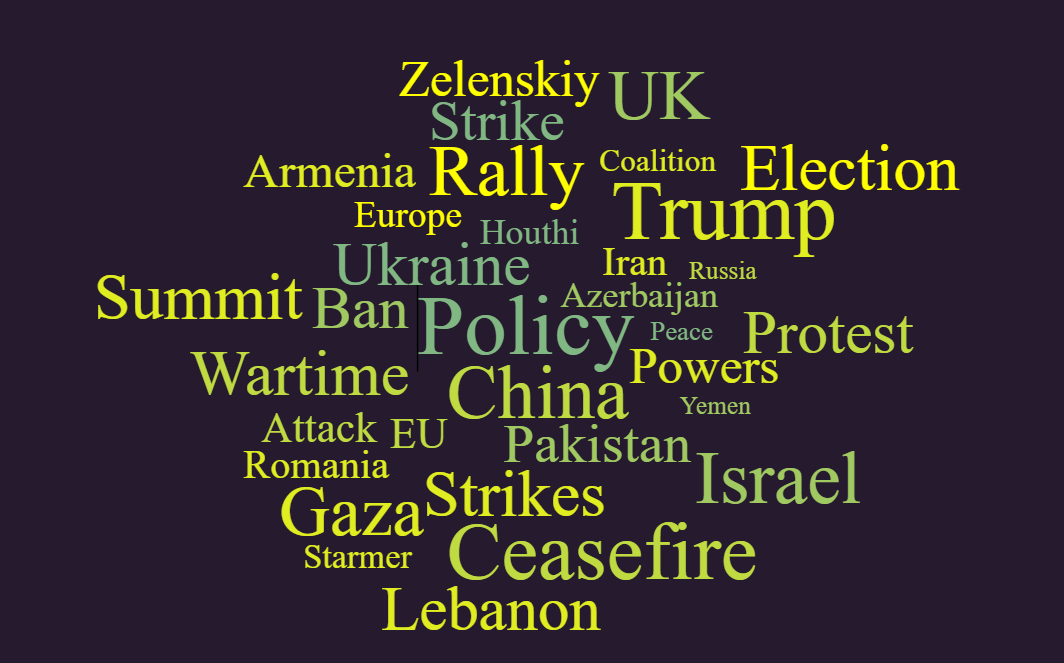 Zelenskiy
UK
Strike
Rally
Coalition
Election
Armenia
Trump
Europe
Houthi
Ukraine
Iran
Russia
Summit
Ban
Azerbaijan
Policy
Peace
Protest
Wartime
Powers
China
Yemen
Attack
EU
Pakistan
Romania
Israel
Strikes
Gaza
Starmer
Ceasefire
Lebanon